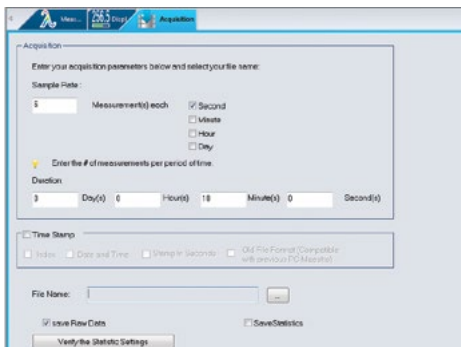 Meas... 256.3 Displ... Acquisition
Acquisition
Enter your acquisition parameters below and select your file name:
Sample Rate :
5 Measurement(s) each Second
Minute
Hour
Day
Enter the # of measurements per period of time.
Duration
0 Day(s) 0 Hour(s) 10 Minute(s) 0 Second(s)
Time Stamp
Index Date and Time Stamp in Seconds Old File Format (Compatible
with previous PC-Maestro)
File Name: ...
save Raw Data SaveStatistics
Verify the Statistic Settings